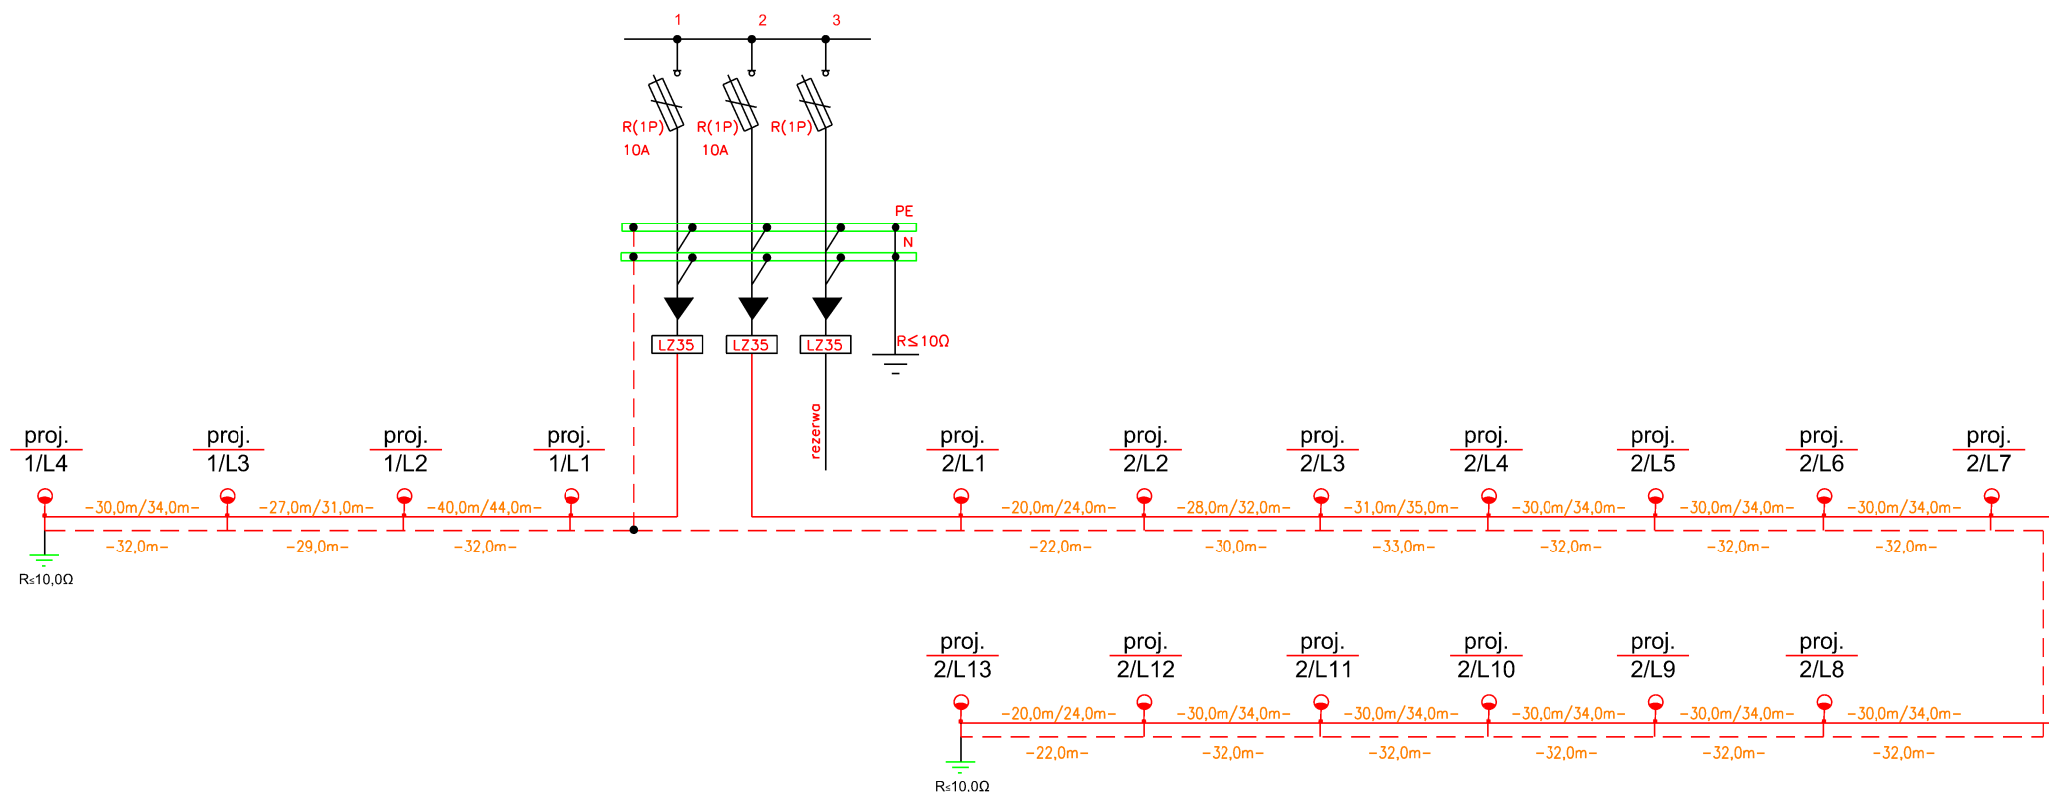 1 2 3
R(1P) R(1P) R(1P)
10A 10A
PE
N
LZ35 LZ35 LZ35
R≤10Ω
rezerwa
proj. proj. proj. proj. proj. proj. proj. proj. proj. proj. proj.
1/L4 1/L3 1/L2 1/L1 2/L1 2/L2 2/L3 2/L4 2/L5 2/L6 2/L7
-30,0m/34,0m- -27,0m/31,0m- -40,0m/44,0m- -20,0m/24,0m- -28,0m/32,0m- -31,0m/35,0m- -30,0m/34,0m- -30,0m/34,0m- -30,0m/34,0m-
-32,0m- -29,0m- -32,0m- -22,0m- -30,0m- -33,0m- -32,0m- -32,0m- -32,0m-
R≤10,0Ω
proj. proj. proj. proj. proj. proj.
2/L13 2/L12 2/L11 2/L10 2/L9 2/L8
-20,0m/24,0m- -30,0m/34,0m- -30,0m/34,0m- -30,0m/34,0m- -30,0m/34,0m- -30,0m/34,0m-
-22,0m- -32,0m- -32,0m- -32,0m- -32,0m- -32,0m-
R≤10,0Ω